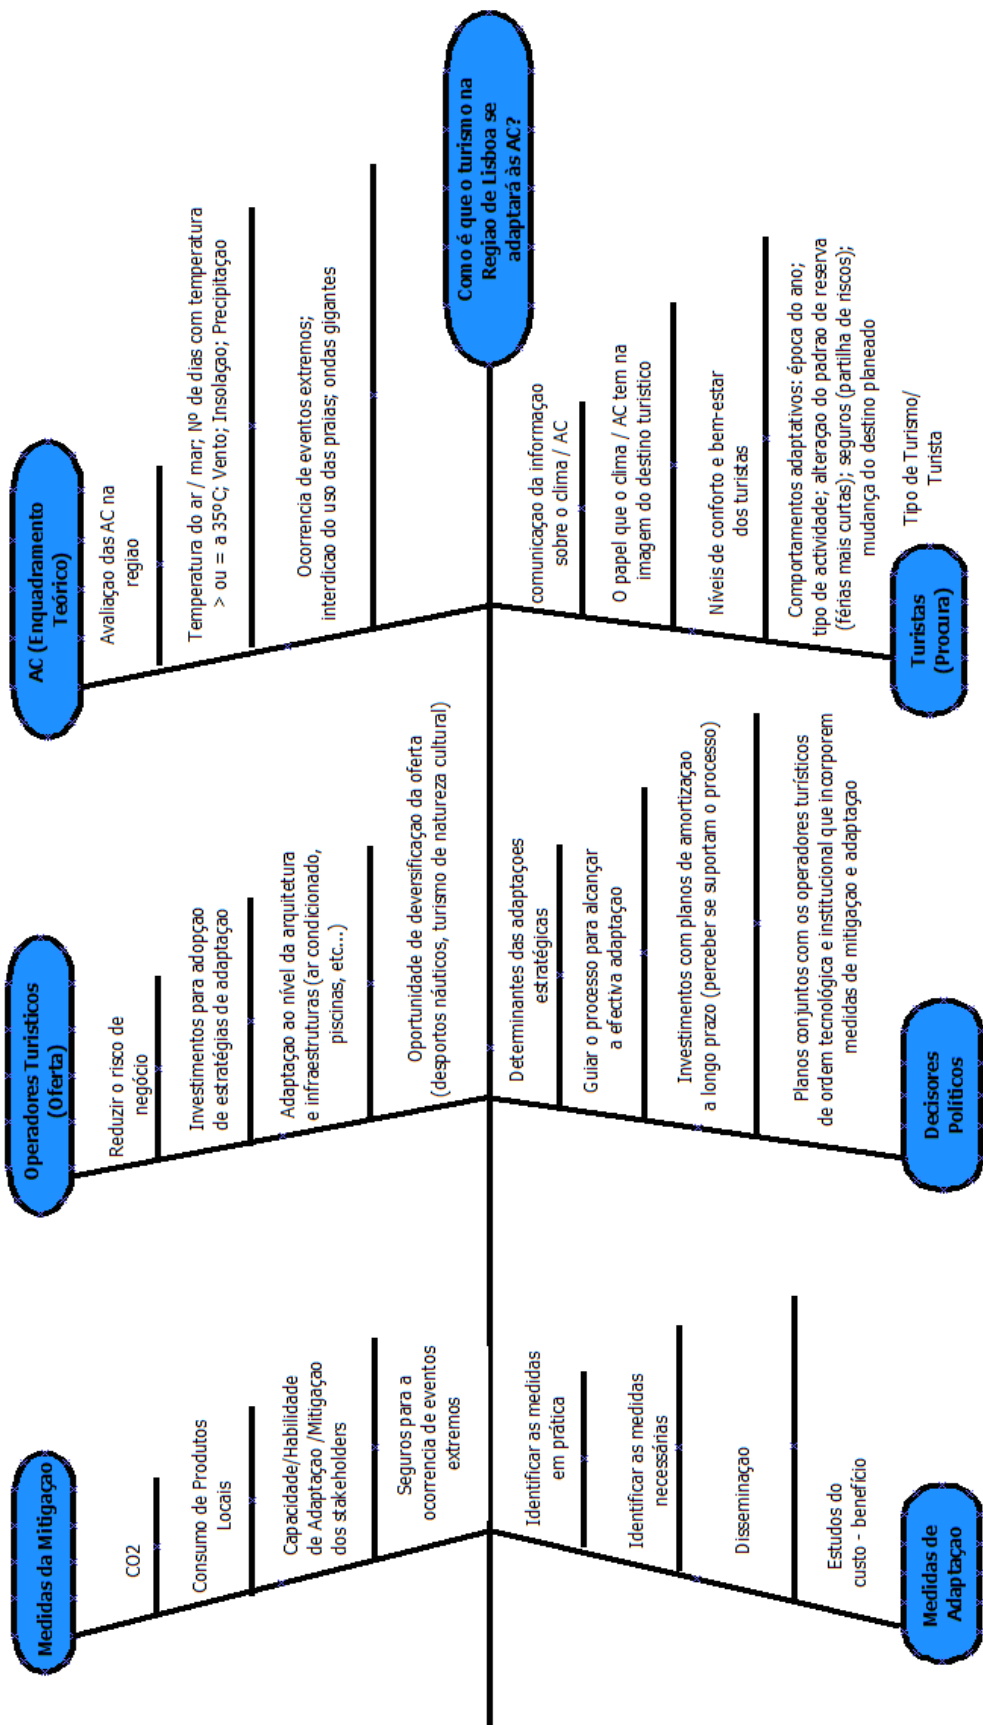 Medidas da Mitigaçao
CO2
Consumo de Produtos
Locais
Capacidade/Habilidade
de Adaptaçao /Mitigaçao
dos stakeholders
Seguros para a
ocorrencia de eventos
extremos
Operadores Turisticos
(Oferta)
Reduzir o risco de
negócio
Investimentos para adopçao
de estratégias de adaptação
Adaptação ao nível da arquitetura
e infraestruturas (ar condicionado,
piscinas, etc...)
Oportunidade de deversificação da oferta
(desportos náuticos, turismo de natureza cultural)
AC (Enquadramento
Teórico)
Avaliação das AC na
regiao
Temperatura do ar / mar; Nº de dias com temperatura
> ou = a 35ºC; Vento; Insolaçao; Precipitaçao
Ocorrencia de eventos extremos;
interdicao do uso das praias; ondas gigantes
Como é que o turismo na
Regiao de Lisboa se
adaptará às AC?
Identificar as medidas
em prática
Identificar as medidas
necessárias
Disseminaçao
Estudos do
custo - benefício
Medidas de
Adaptaçao
Determinantes das adaptaçoes
estratégicas
Guiar o processo para alcançar
a efectiva adaptaçao
Investimentos com planos de amortização
a longo prazo (perceber se suportam o processo)
Planos conjuntos com os operadores turísticos
de ordem tecnológica e institucional que incorporem
medidas de mitigação e adaptaçao
Decisores
Políticos
comunicaçao da informaçao
sobre o clima / AC
O papel que o clima / AC tem na
imagem do destino turistico
Níveis de conforto e bem-estar
dos turistas
Comportamentos adaptativos: época do ano;
tipo de actividade; alteraçao do padrao de reserva
(férias mais curtas); seguros (partilha de riscos);
mudança do destino planeado
Tipo de Turismo/
Turista
Turistas
(Procura)